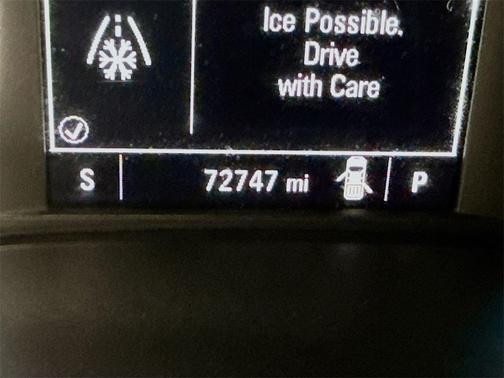 Ice Possible,
Drive
with Care
S 72747 mi P